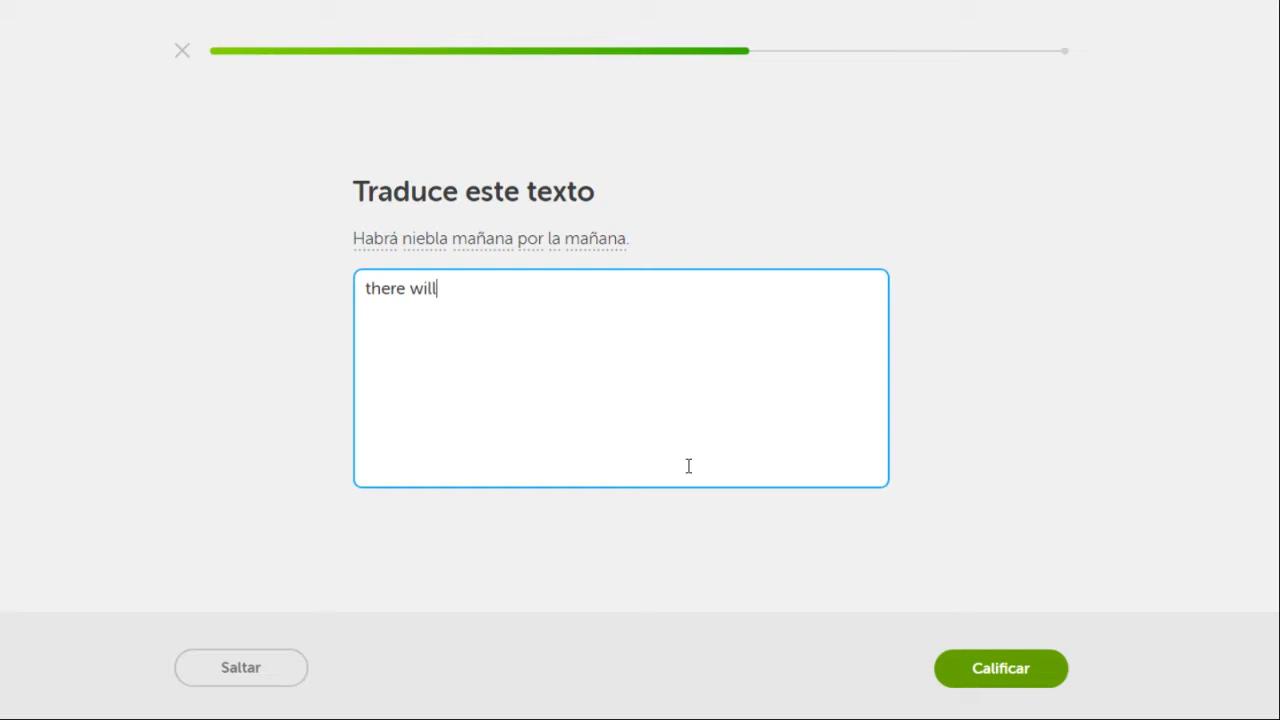 Traduce este texto
Habrá niebla mañana por la mañana.
there will
Saltar
Calificar